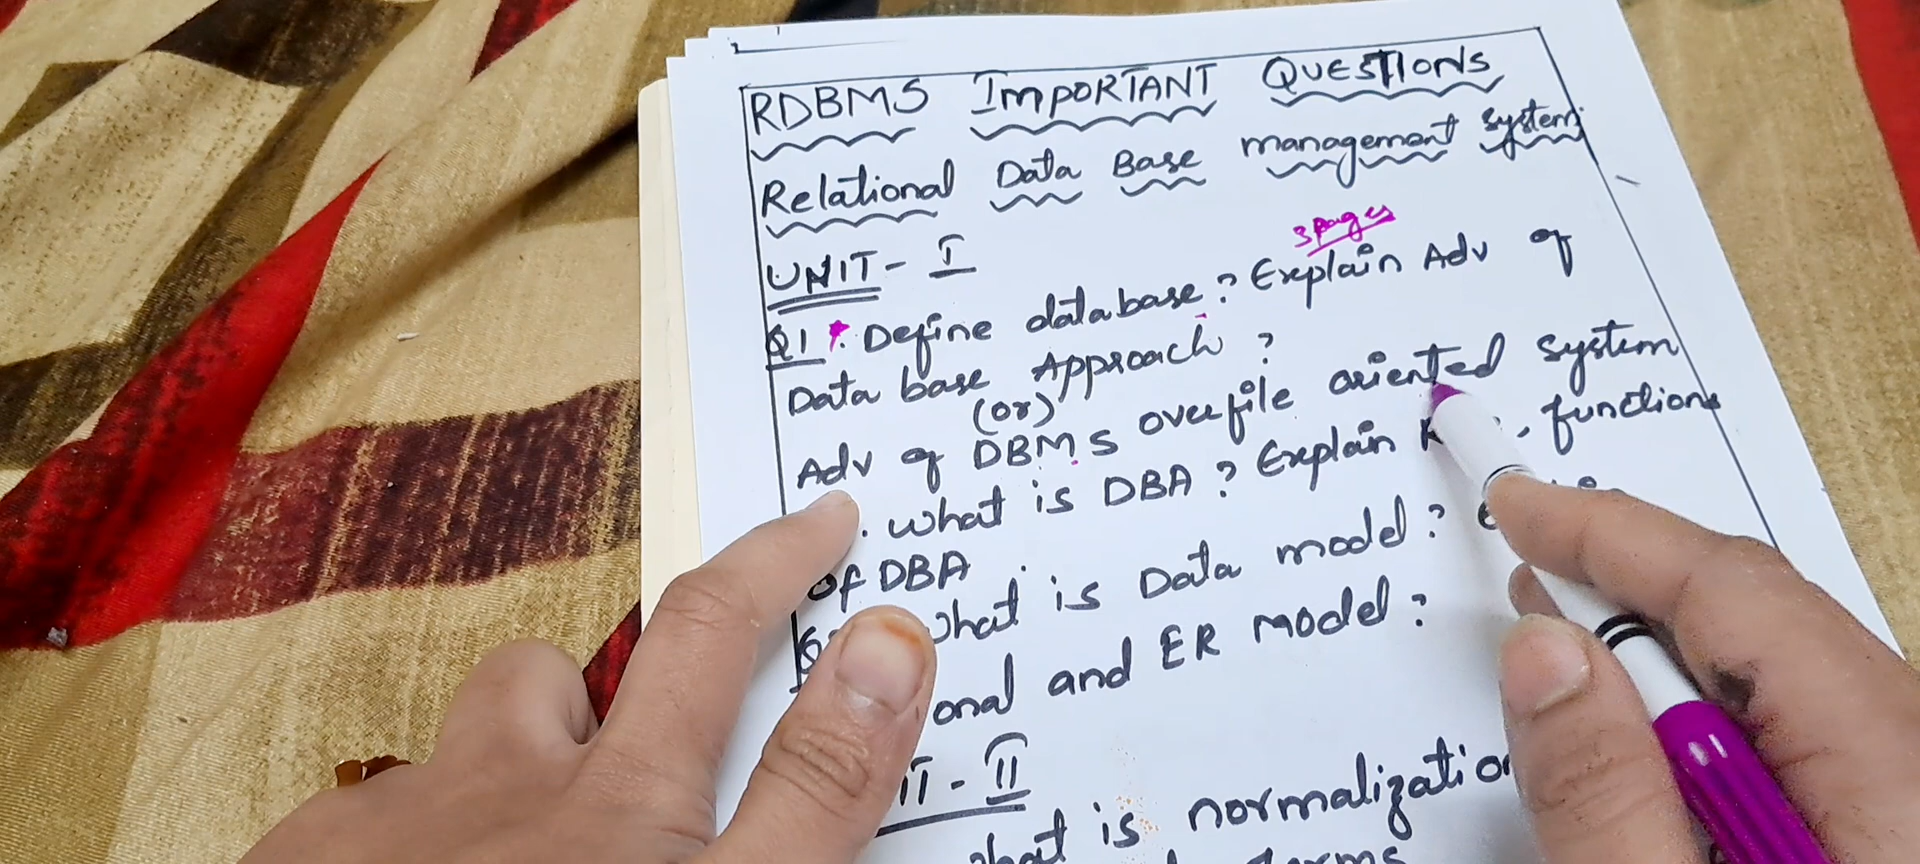 RDBMS IMPORTANT QUESTIONS
Relational Data Base management system
UNIT - I
3 pages
Q1. Define database? Explain Adv of
Data base Approach?
(or)
Adv of DBMS over file oriented system
. what is DBA? Explain functions
of DBA
what is Data model?
and ER model?
II
is normalization